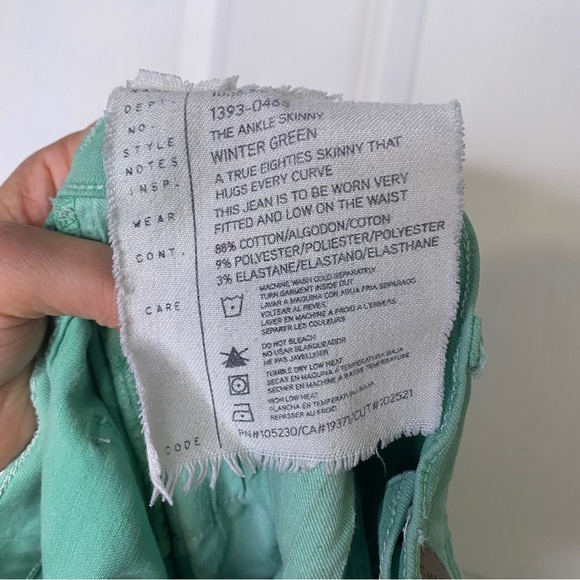 DEPT.
1393-0463
NO.
THE ANKLE SKINNY
STYLE
WINTER GREEN
NOTES
A TRUE EIGHTIES SKINNY THAT
INSP.
HUGS EVERY CURVE
THIS JEAN IS TO BE WORN VERY
WEAR
FITTED AND LOW ON THE WAIST
CONT.
88% COTTON/ALGODON/COTON
9% POLYESTER/POLIESTER/POLYESTER
3% ELASTANE/ELASTANO/ELASTHANE
CARE
MACHINE WASH COLD SEPARATELY
TURN GARMENT INSIDE OUT
LAVAR A MAQUINA CON AGUA FRIA SEPARADO
VOLTEAR AL REVES
LAVER A MACHINE A FROID A L'ENVERS
SEPARER LES COULEURS
DO NOT BLEACH
NO USAR BLANQUEADOR
NE PAS JAVELLISER
TUMBLE DRY LOW HEAT
SECAR EN MAQUINA A TEMPERATURA BAJA
SECHER EN MACHINE A BASSE TEMPERATURE
IRON LOW HEAT
PLANCHA EN TEMPERATURA BAJA
REPASSER AU FROID
CODE
RN#105230/CA#19371/CUT#102521